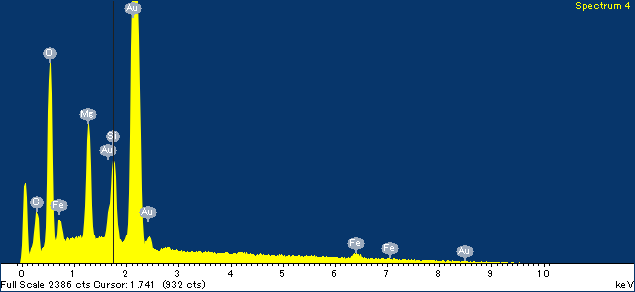 Spectrum 4
Au
O
Mg
Si
Au
O
Fe
Au
Fe
Fe
Au
0 1 2 3 4 5 6 7 8 9 10
Full Scale 2386 cts Cursor: 1.741 (932 cts) keV